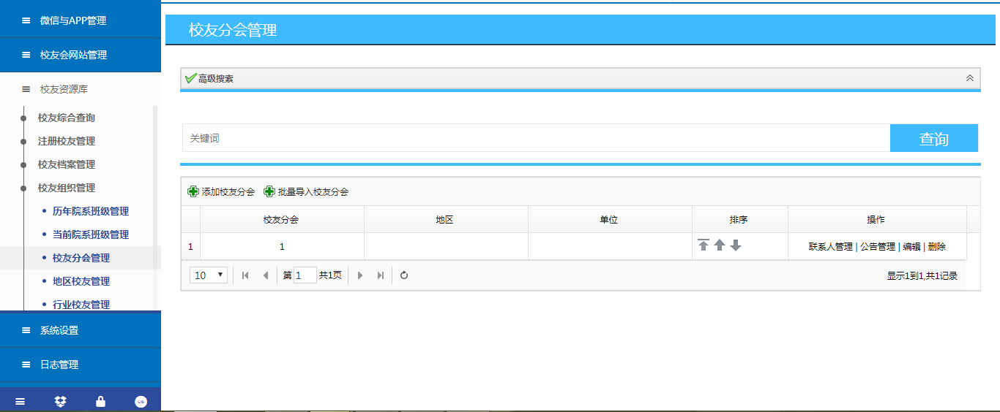 微信与APP管理
校友会网站管理
校友资源库
校友综合查询
注册校友管理
校友档案管理
校友组织管理
历年院系班级管理
当前院系班级管理
校友分会管理
地区校友管理
行业校友管理
系统设置
日志管理
校友分会管理
高级搜索
关键词 查询
添加校友分会 批量导入校友分会
校友分会 地区 单位 排序 操作
1 1 联系人管理 | 公告管理 | 编辑 | 删除
10 第 1 共1页 显示1到1,共1记录